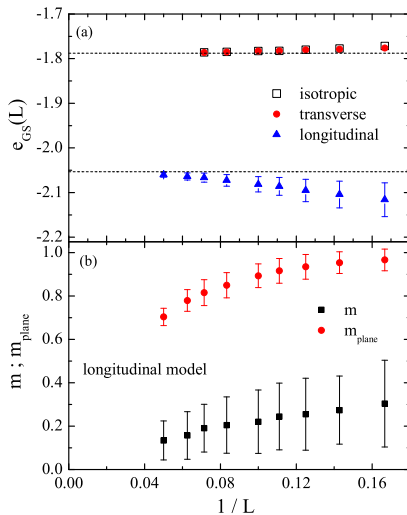 (a)
-1.7
-1.8
-1.9
-2.0
-2.1
-2.2
e_GS(L)
isotropic
transverse
longitudinal
(b)
1.0
0.8
0.6
0.4
0.2
0.0
m ; m_plane
m
m_plane
longitudinal model
0.00 0.04 0.08 0.12 0.16
1 / L